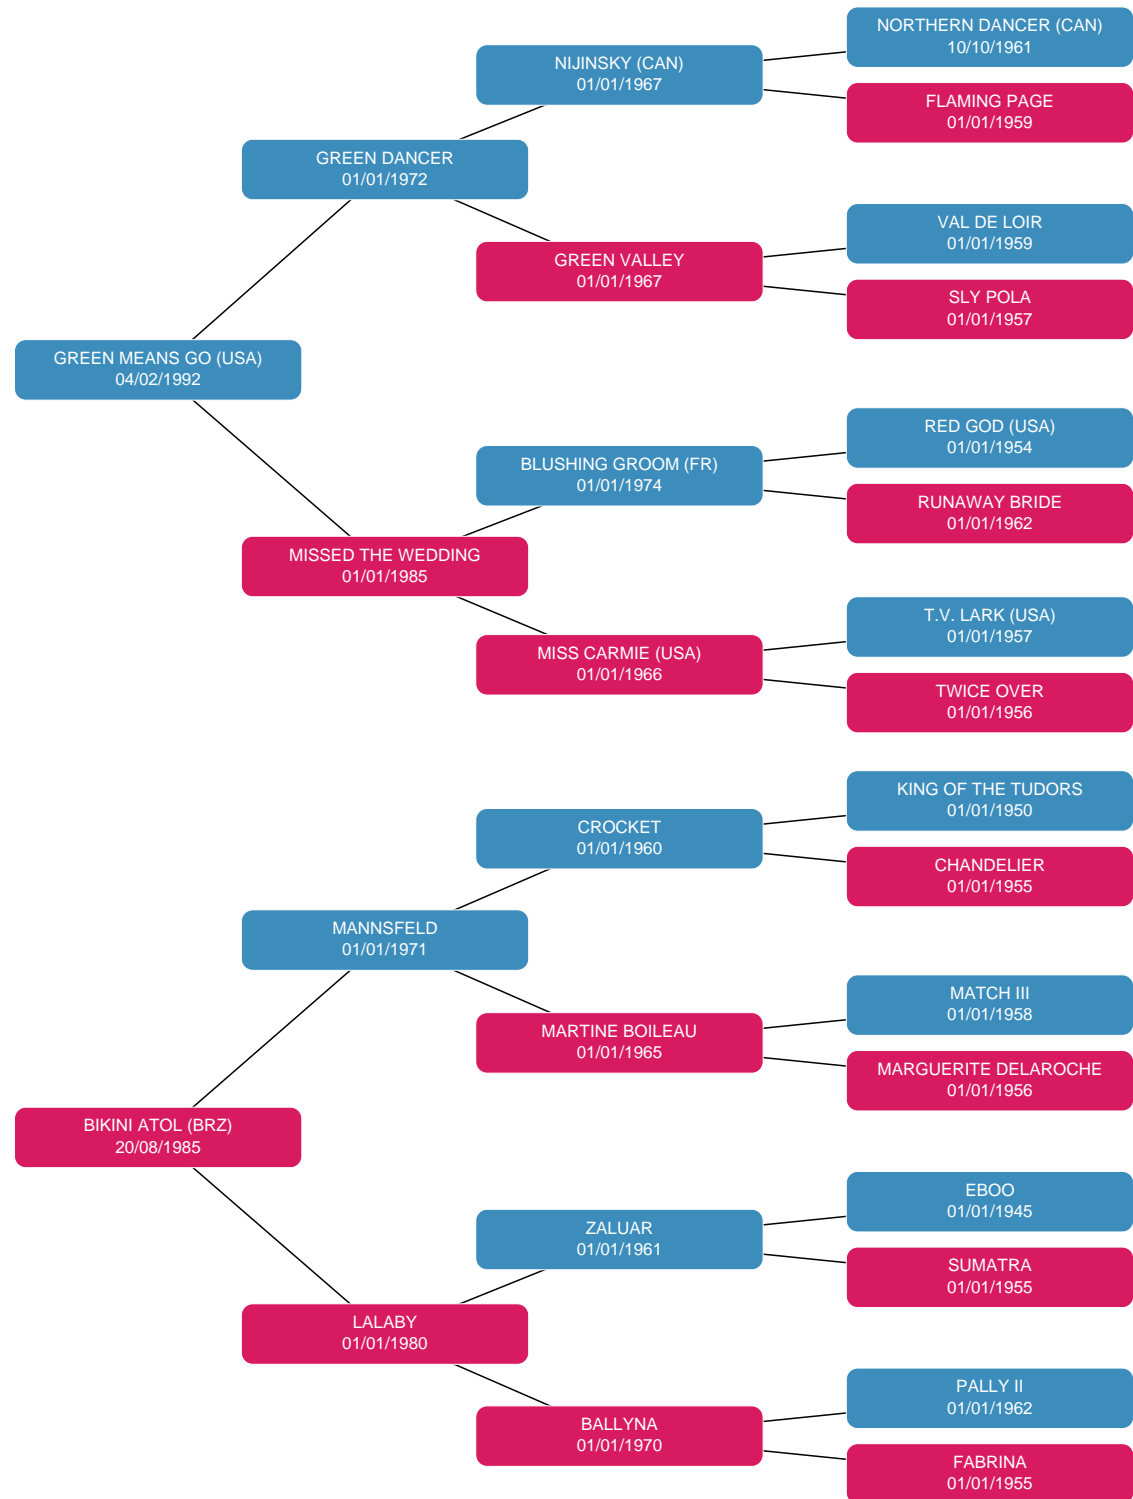 NORTHERN DANCER (CAN)
10/10/1961
NIJINSKY (CAN)
01/01/1967
FLAMING PAGE
01/01/1959
GREEN DANCER
01/01/1972
VAL DE LOIR
01/01/1959
GREEN VALLEY
01/01/1967
SLY POLA
01/01/1957
GREEN MEANS GO (USA)
04/02/1992
RED GOD (USA)
01/01/1954
BLUSHING GROOM (FR)
01/01/1974
RUNAWAY BRIDE
01/01/1962
MISSED THE WEDDING
01/01/1985
T.V. LARK (USA)
01/01/1957
MISS CARMIE (USA)
01/01/1966
TWICE OVER
01/01/1956
KING OF THE TUDORS
01/01/1950
CROCKET
01/01/1960
CHANDELIER
01/01/1955
MANNSFELD
01/01/1971
MATCH III
01/01/1958
MARTINE BOILEAU
01/01/1965
MARGUERITE DELAROCHE
01/01/1956
BIKINI ATOL (BRZ)
20/08/1985
EBOO
01/01/1945
ZALUAR
01/01/1961
SUMATRA
01/01/1955
LALABY
01/01/1980
PALLY II
01/01/1962
BALLYNA
01/01/1970
FABRINA
01/01/1955